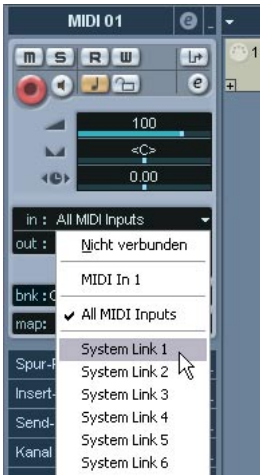 MIDI 01
M S R W
e
1
100
<C>
0.00
in : All MIDI Inputs
out :
Nicht verbunden
MIDI In 1
bnk :
All MIDI Inputs
map:
System Link 1
Spur-
System Link 2
Insert-
System Link 3
Send-
System Link 4
Kanal
System Link 5
System Link 6